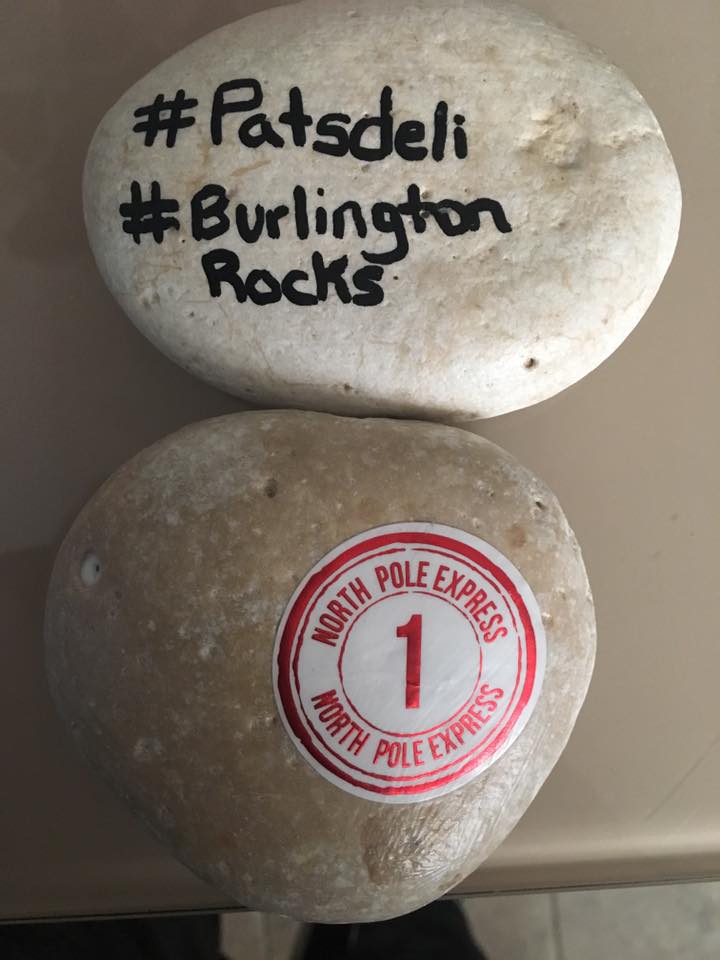 #Patsdeli
#Burlington
Rocks
NORTH POLE EXPRESS
1
NORTH POLE EXPRESS